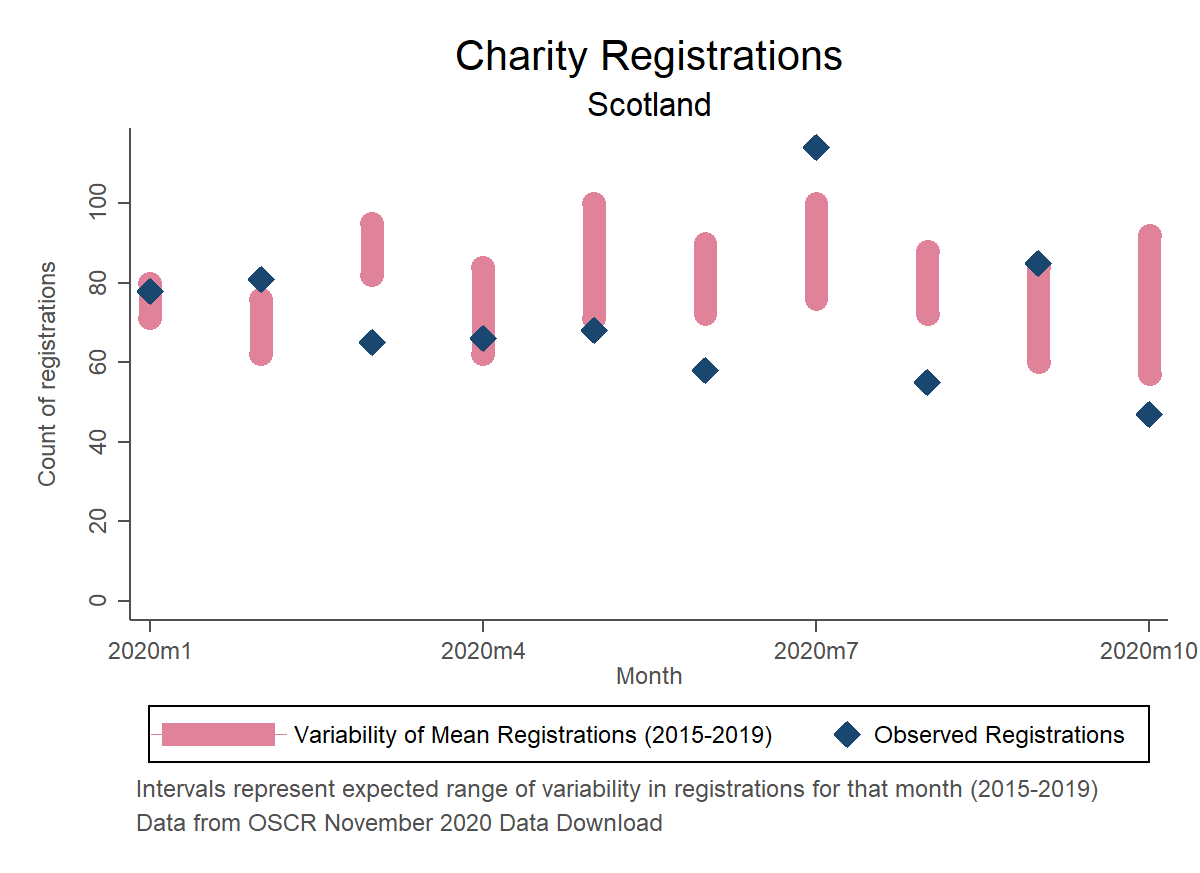 Charity Registrations
Scotland
Count of registrations
100
80
60
40
20
0
2020m1 2020m4 2020m7 2020m10
Month
Variability of Mean Registrations (2015-2019) Observed Registrations
Intervals represent expected range of variability in registrations for that month (2015-2019)
Data from OSCR November 2020 Data Download